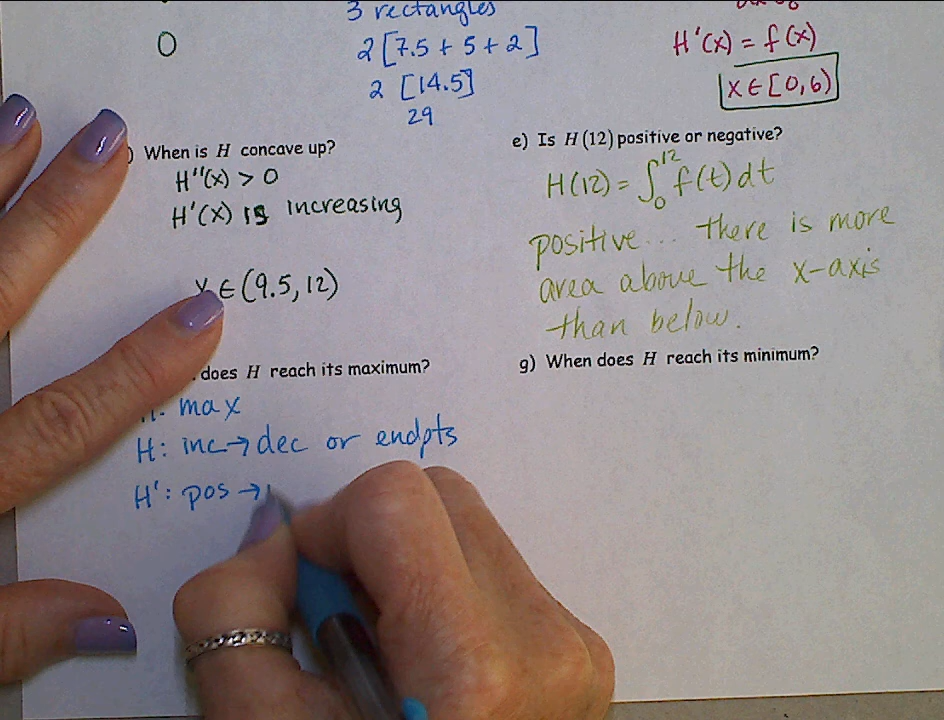 3 rectangles
0
2[7.5 + 5 + 2]
2 [14.5]
29
H'(x) = f(x)
x ∈ [0,6)
) When is H concave up?
H''(x) > 0
H'(x) is increasing
x ∈ (9.5, 12)
e) Is H (12) positive or negative?
H(12) = ∫₀¹² f(t) dt
positive... there is more
area above the x-axis
than below.
does H reach its maximum?
max
H: inc→dec or endpts
H': pos →
g) When does H reach its minimum?